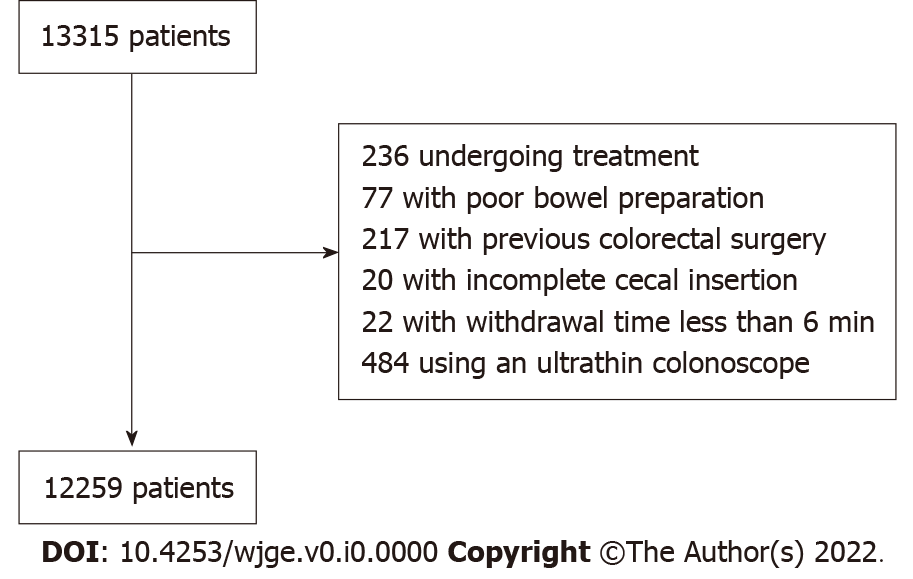 13315 patients
236 undergoing treatment
77 with poor bowel preparation
217 with previous colorectal surgery
20 with incomplete cecal insertion
22 with withdrawal time less than 6 min
484 using an ultrathin colonoscope
12259 patients
DOI: 10.4253/wjge.v0.i0.0000 Copyright ©The Author(s) 2022.